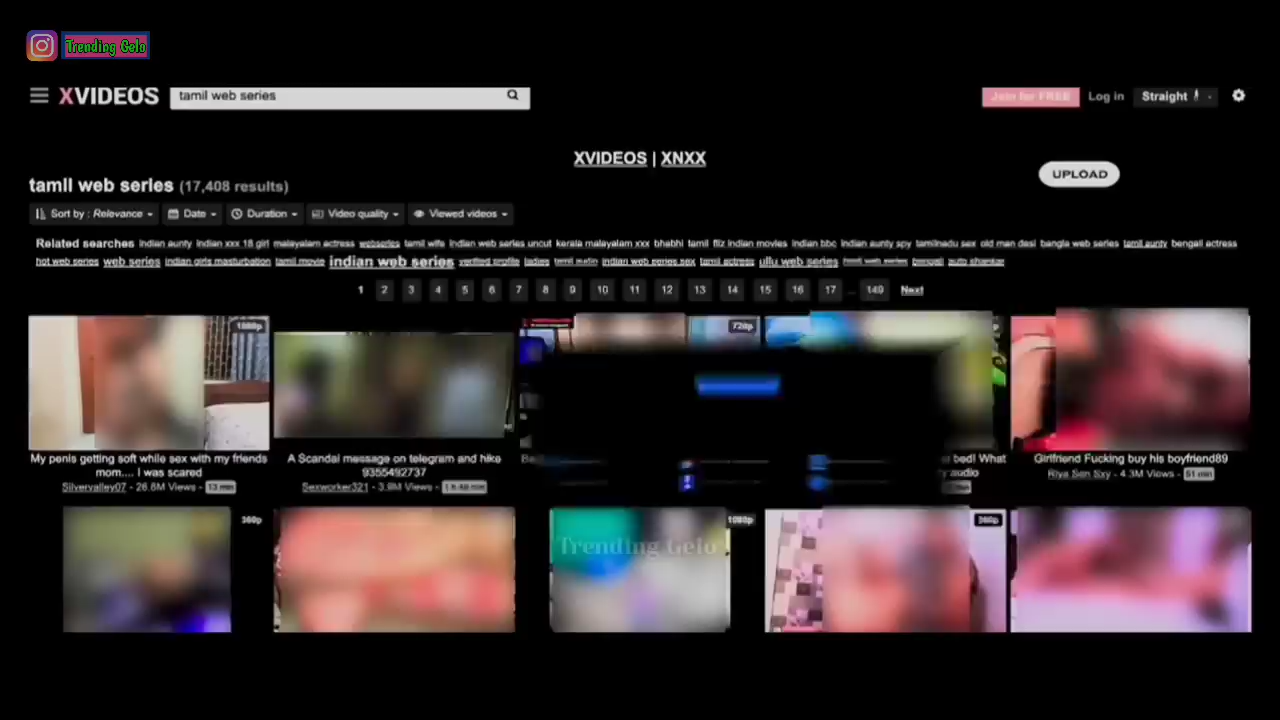 Trending Gelo
XVIDEOS tamil web series Join for FREE Log in Straight
XVIDEOS | XNXX
UPLOAD
tamil web series (17,408 results)
Sort by : Relevance Date Duration Video quality Viewed videos
Related searches indian aunty indian xxx 18 girl malayalam actress webseries tamil wife indian web series uncut kerala malayalam xxx bhabhi tamil fliz indian movies indian bbc indian aunty spy tamilnadu sex old man desi bangla web series tamil aunty bengali actress
hot web series web series indian girls masturbation tamil movie indian web series verified profile indian web series sex tamil actress ullu web series bengali
1 2 3 4 5 6 7 8 9 10 11 12 13 14 15 16 17 ... 149 Next
1080p 720p
My penis getting soft while sex with my friends mom.... I was scared
Silvervalley07 - 26.6M Views - 13 min
A Scandal message on telegram and hike
Sexworker321 - 3.9M Views
bed! What
audio
Girlfriend Fucking buy his boyfriend89
Riya Sen Sxy - 4.3M Views - 51 min
360p 1080p 360p
Trending Gelo